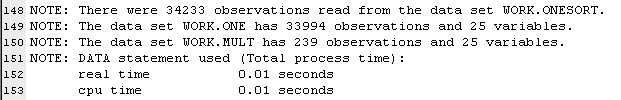 148 NOTE: There were 34233 observations read from the data set WORK.ONESORT.
149 NOTE: The data set WORK.ONE has 33994 observations and 25 variables.
150 NOTE: The data set WORK.MULT has 239 observations and 25 variables.
151 NOTE: DATA statement used (Total process time):
152 real time 0.01 seconds
153 cpu time 0.01 seconds